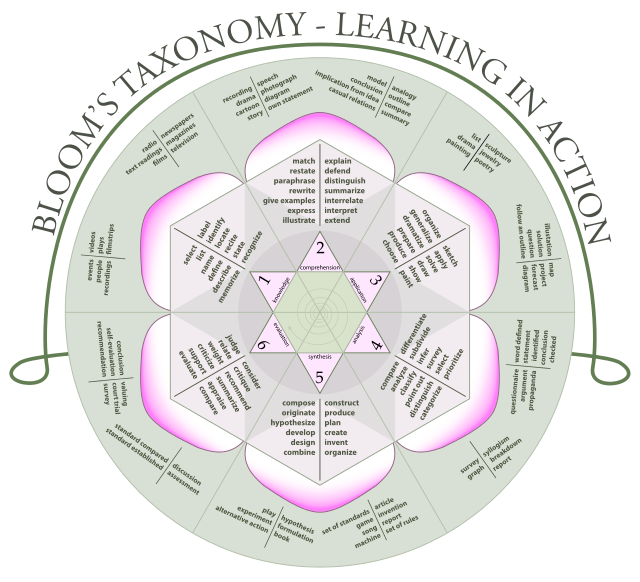 BLOOM'S TAXONOMY - LEARNING IN ACTION
recording
drama
cartoon
story
speech
photograph
diagram
own statement
model
conclusion
implication from idea
casual relations
analogy
outline
compare
summary
radio
text readings
films
newspapers
magazines
television
list
drama
painting
sculpture
jewelry
poetry
videos
plays
filmstrips
events
people
recordings
illustration
solution
question
follow an outline
map
project
forecast
diagram
match
restate
paraphrase
rewrite
give examples
express
illustrate
explain
defend
distinguish
summarize
interrelate
interpret
extend
2
comprehension
label
identify
locate
recite
state
recognize
select
list
name
define
describe
memorize
1
knowledge
organize
generalize
dramatize
prepare
produce
choose
sketch
apply
solve
draw
show
paint
3
application
differentiate
subdivide
infer
survey
select
prioritize
compare
analyze
classify
point out
distinguish
categorize
4
analysis
synthesis
5
compose
originate
hypothesize
develop
design
combine
construct
produce
plan
create
invent
organize
evaluation
6
judge
relate
weight
criticize
support
evaluate
consider
critique
recommend
summarize
appraise
compare
conclusion
self-evaluation
recommendation
valuing
court trial
survey
word defined
statement
identified
conclusion
checked
questionnaire
argument
propaganda
standard compared
standard established
discussion
assessment
survey
graph
syllogism
breakdown
report
play
experiment
alternative action
hypothesis
formulation
book
set of standards
game
song
machine
article
invention
report
set of rules